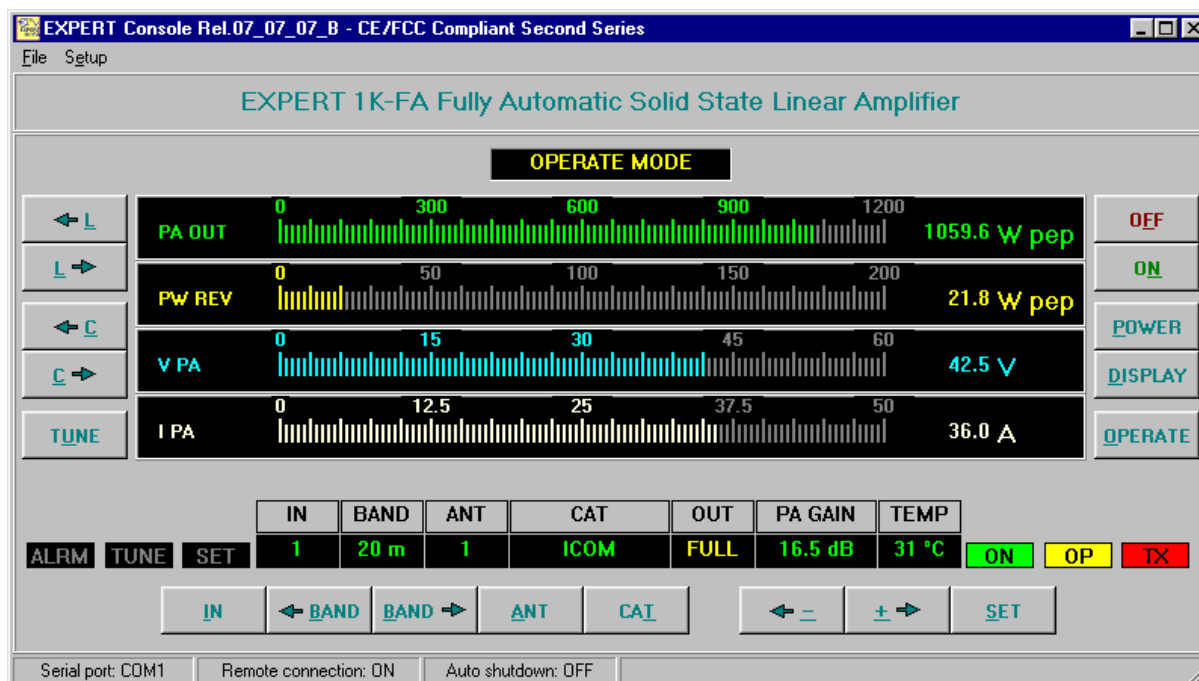 EXPERT Console Rel.07_07_07_B - CE/FCC Compliant Second Series
File Setup
EXPERT 1K-FA Fully Automatic Solid State Linear Amplifier
OPERATE MODE
L
L
C
C
TUNE
0 300 600 900 1200
PA OUT 1059.6 W pep
0 50 100 150 200
PW REV 21.8 W pep
0 15 30 45 60
V PA 42.5 V
0 12.5 25 37.5 50
I PA 36.0 A
OFF
ON
POWER
DISPLAY
OPERATE
IN BAND ANT CAT OUT PA GAIN TEMP
ALRM TUNE SET 1 20 m 1 ICOM FULL 16.5 dB 31 °C ON OP TX
IN BAND BAND ANT CAT - + SET
Serial port: COM1 Remote connection: ON Auto shutdown: OFF